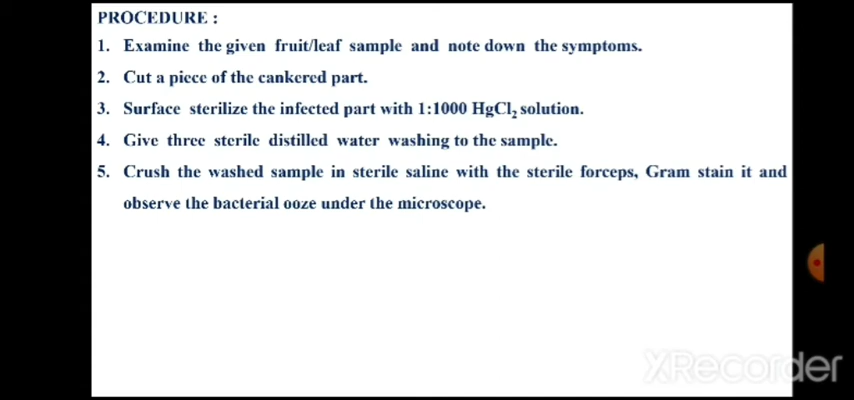 PROCEDURE :
1. Examine the given fruit/leaf sample and note down the symptoms.
2. Cut a piece of the cankered part.
3. Surface sterilize the infected part with 1:1000 HgCl₂ solution.
4. Give three sterile distilled water washing to the sample.
5. Crush the washed sample in sterile saline with the sterile forceps, Gram stain it and
observe the bacterial ooze under the microscope.
XRecorder